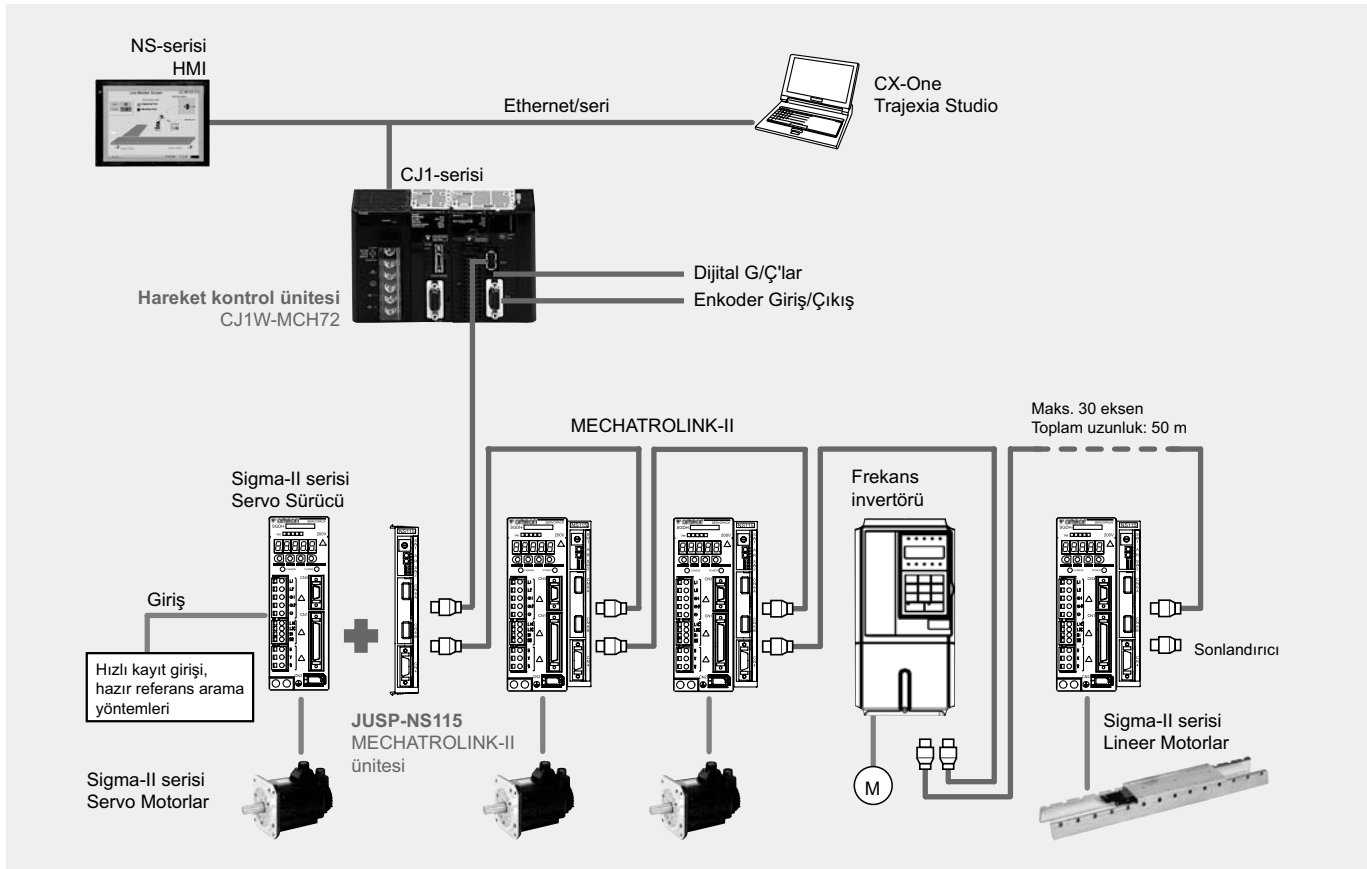 NS-serisi
HMI
Ethernet/seri
CX-One
Trajexia Studio
CJ1-serisi
Dijital G/Ç'lar
Enkoder Giriş/Çıkış
Hareket kontrol ünitesi
CJ1W-MCH72
MECHATROLINK-II
Maks. 30 eksen
Toplam uzunluk: 50 m
Sigma-II serisi
Servo Sürücü
Frekans
invertörü
Giriş
Hızlı kayıt girişi,
hazır referans arama
yöntemleri
Sonlandırıcı
JUSP-NS115
MECHATROLINK-II
ünitesi
Sigma-II serisi
Servo Motorlar
M
Sigma-II serisi
Lineer Motorlar